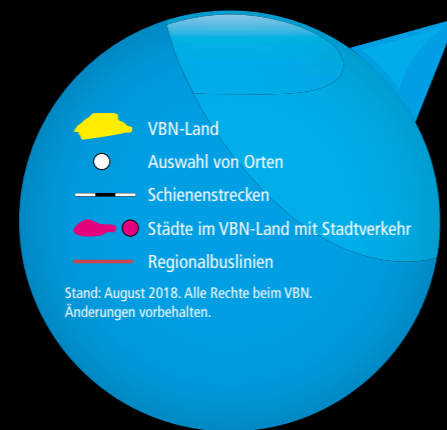 VBN-Land
Auswahl von Orten
Schienenstrecken
Städte im VBN-Land mit Stadtverkehr
Regionalbuslinien
Stand: August 2018. Alle Rechte beim VBN.
Änderungen vorbehalten.